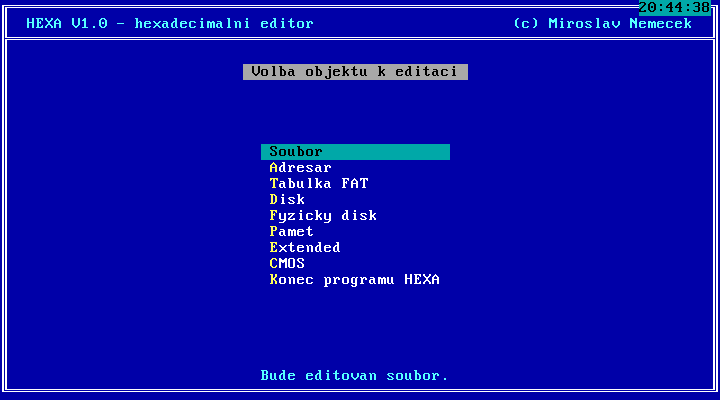 20:44:38
HEXA V1.0 - hexadecimalni editor (c) Miroslav Nemecek
Volba objektu k editaci
Soubor
Adresar
Tabulka FAT
Disk
Fyzicky disk
Pamet
Extended
CMOS
Konec programu HEXA
Bude editovan soubor.